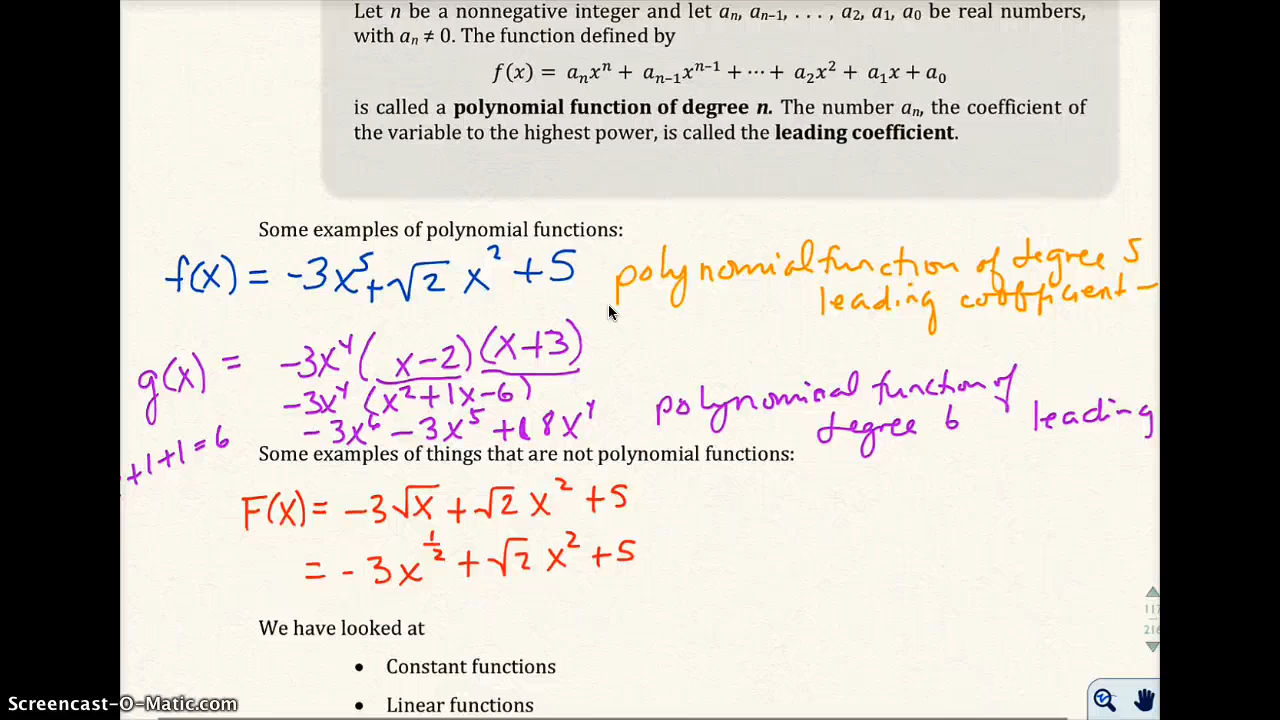 Let n be a nonnegative integer and let aₙ, aₙ₋₁, . . . , a₂, a₁, a₀ be real numbers,
with aₙ ≠ 0. The function defined by
f(x) = aₙxⁿ + aₙ₋₁xⁿ⁻¹ + ⋯ + a₂x² + a₁x + a₀
is called a polynomial function of degree n. The number aₙ, the coefficient of
the variable to the highest power, is called the leading coefficient.
Some examples of polynomial functions:
f(x) = -3x⁵ + √2 x² + 5
polynomial function of degree 5
leading coefficient -
g(x) = -3x⁴(x-2)(x+3)
-3x⁴(x²+1x-6)
-3x⁶ - 3x⁵ + 18x⁴
+1+1=6
polynominal function of
degree 6
leading
Some examples of things that are not polynomial functions:
F(x) = -3√x + √2 x² + 5
= -3x^½ + √2 x² + 5
We have looked at
• Constant functions
• Linear functions
117
216
Screencast-O-Matic.com